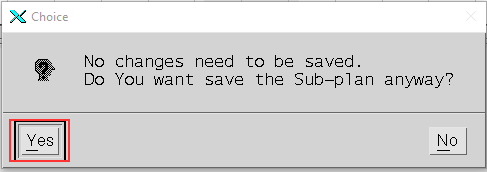 Choice
No changes need to be saved.
Do You want save the Sub-plan anyway?
Yes
No